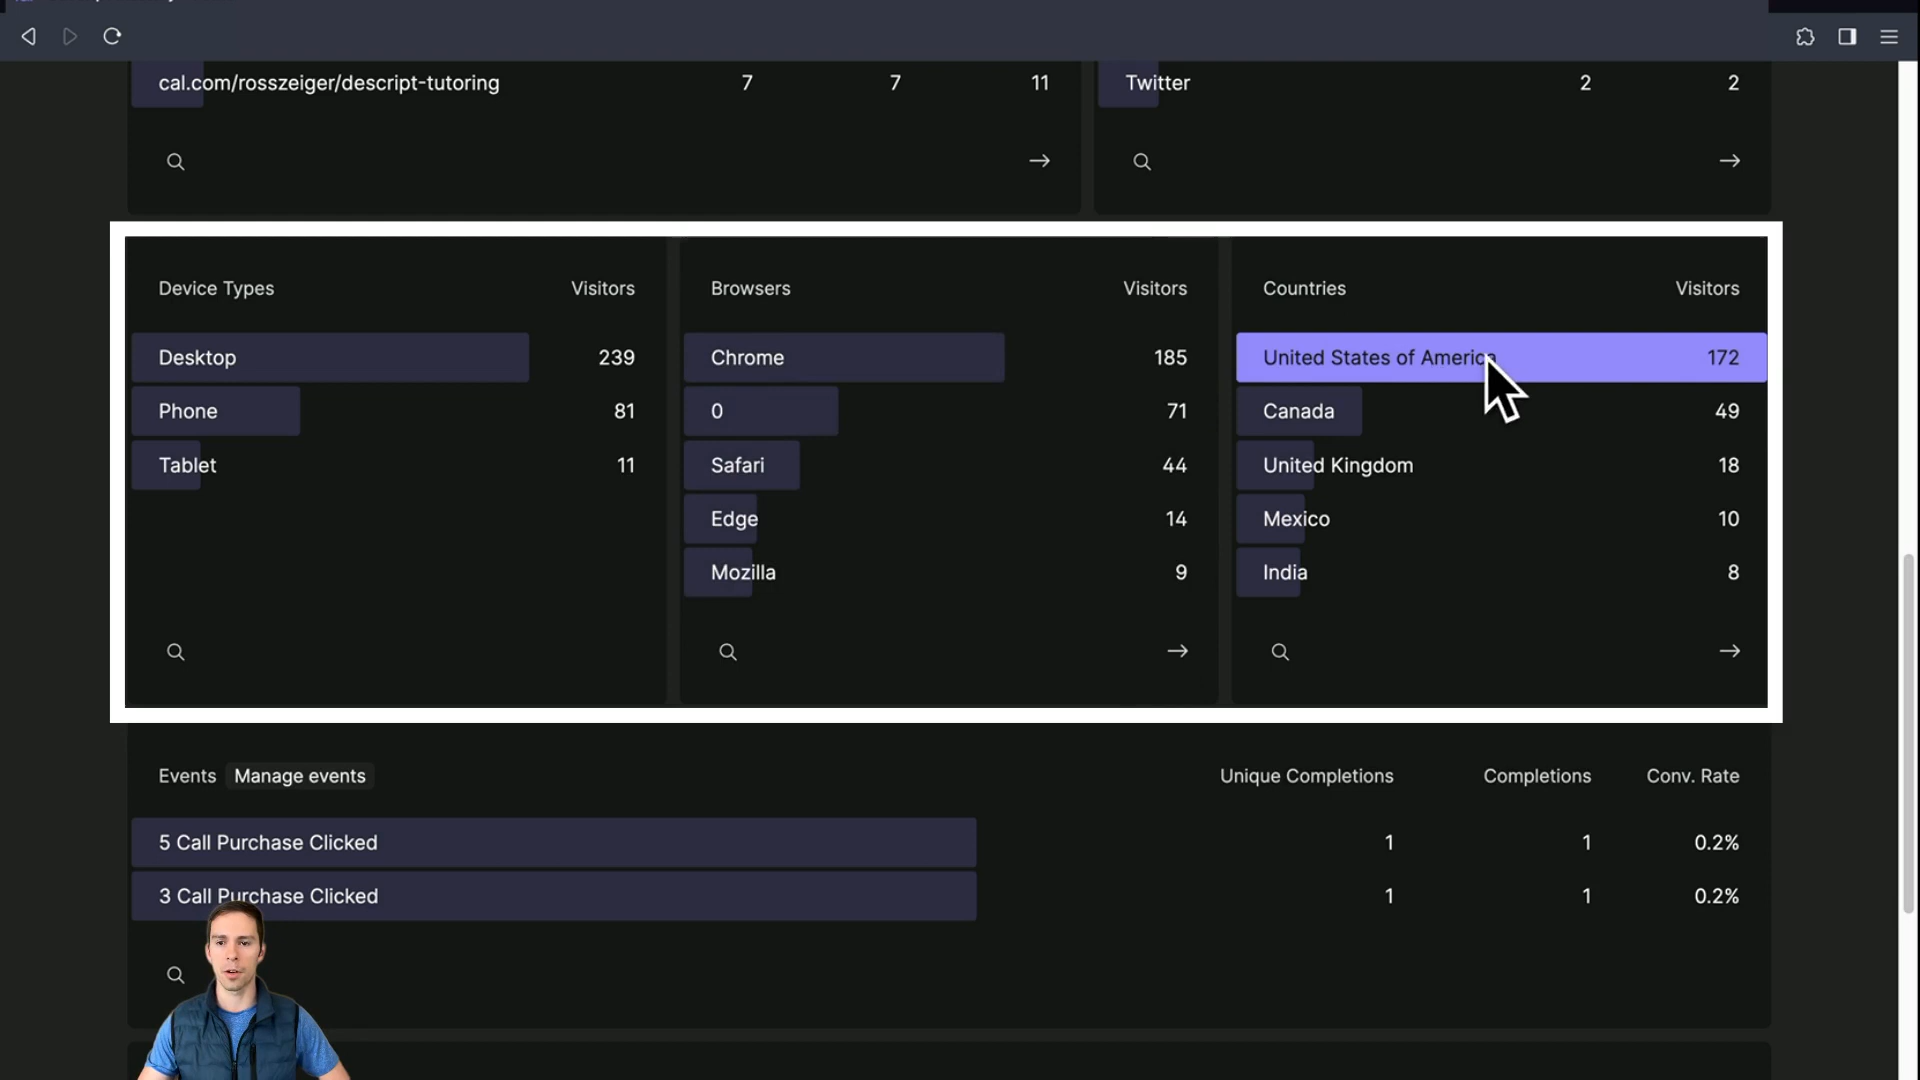 cal.com/rosszeiger/descript-tutoring 7 7 11
Twitter 2 2
Device Types Visitors
Desktop 239
Phone 81
Tablet 11
Browsers Visitors
Chrome 185
0 71
Safari 44
Edge 14
Mozilla 9
Countries Visitors
United States of America 172
Canada 49
United Kingdom 18
Mexico 10
India 8
Events Manage events Unique Completions Completions Conv. Rate
5 Call Purchase Clicked 1 1 0.2%
3 Call Purchase Clicked 1 1 0.2%